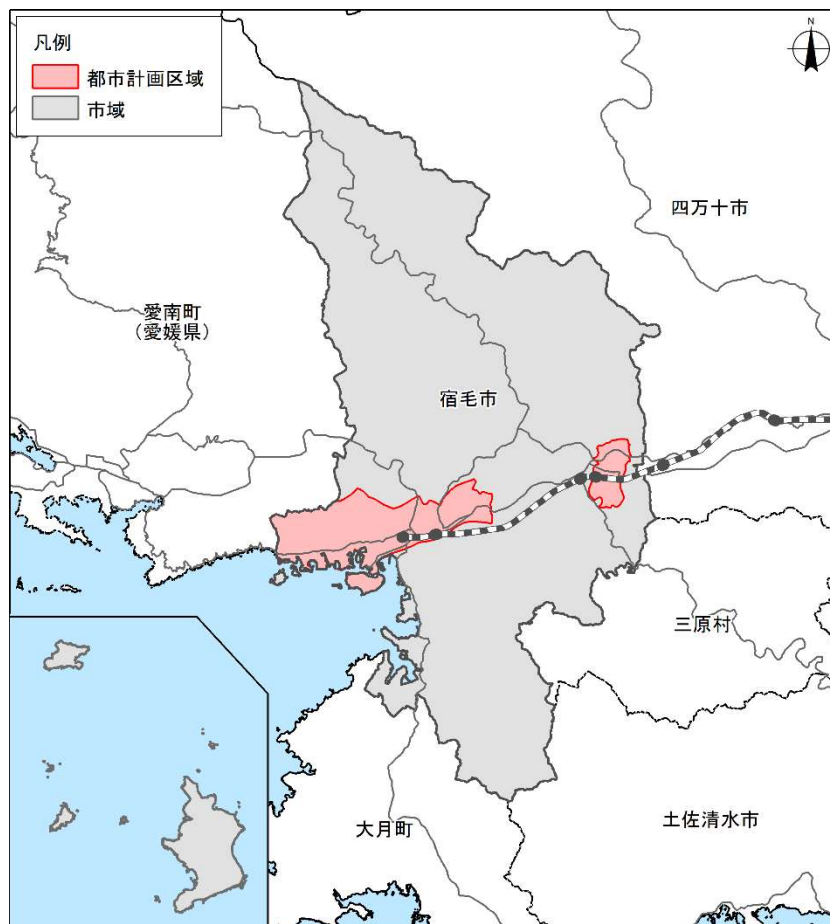 凡例
都市計画区域
市域
N
四万十市
愛南町
（愛媛県）
宿毛市
三原村
大月町
土佐清水市